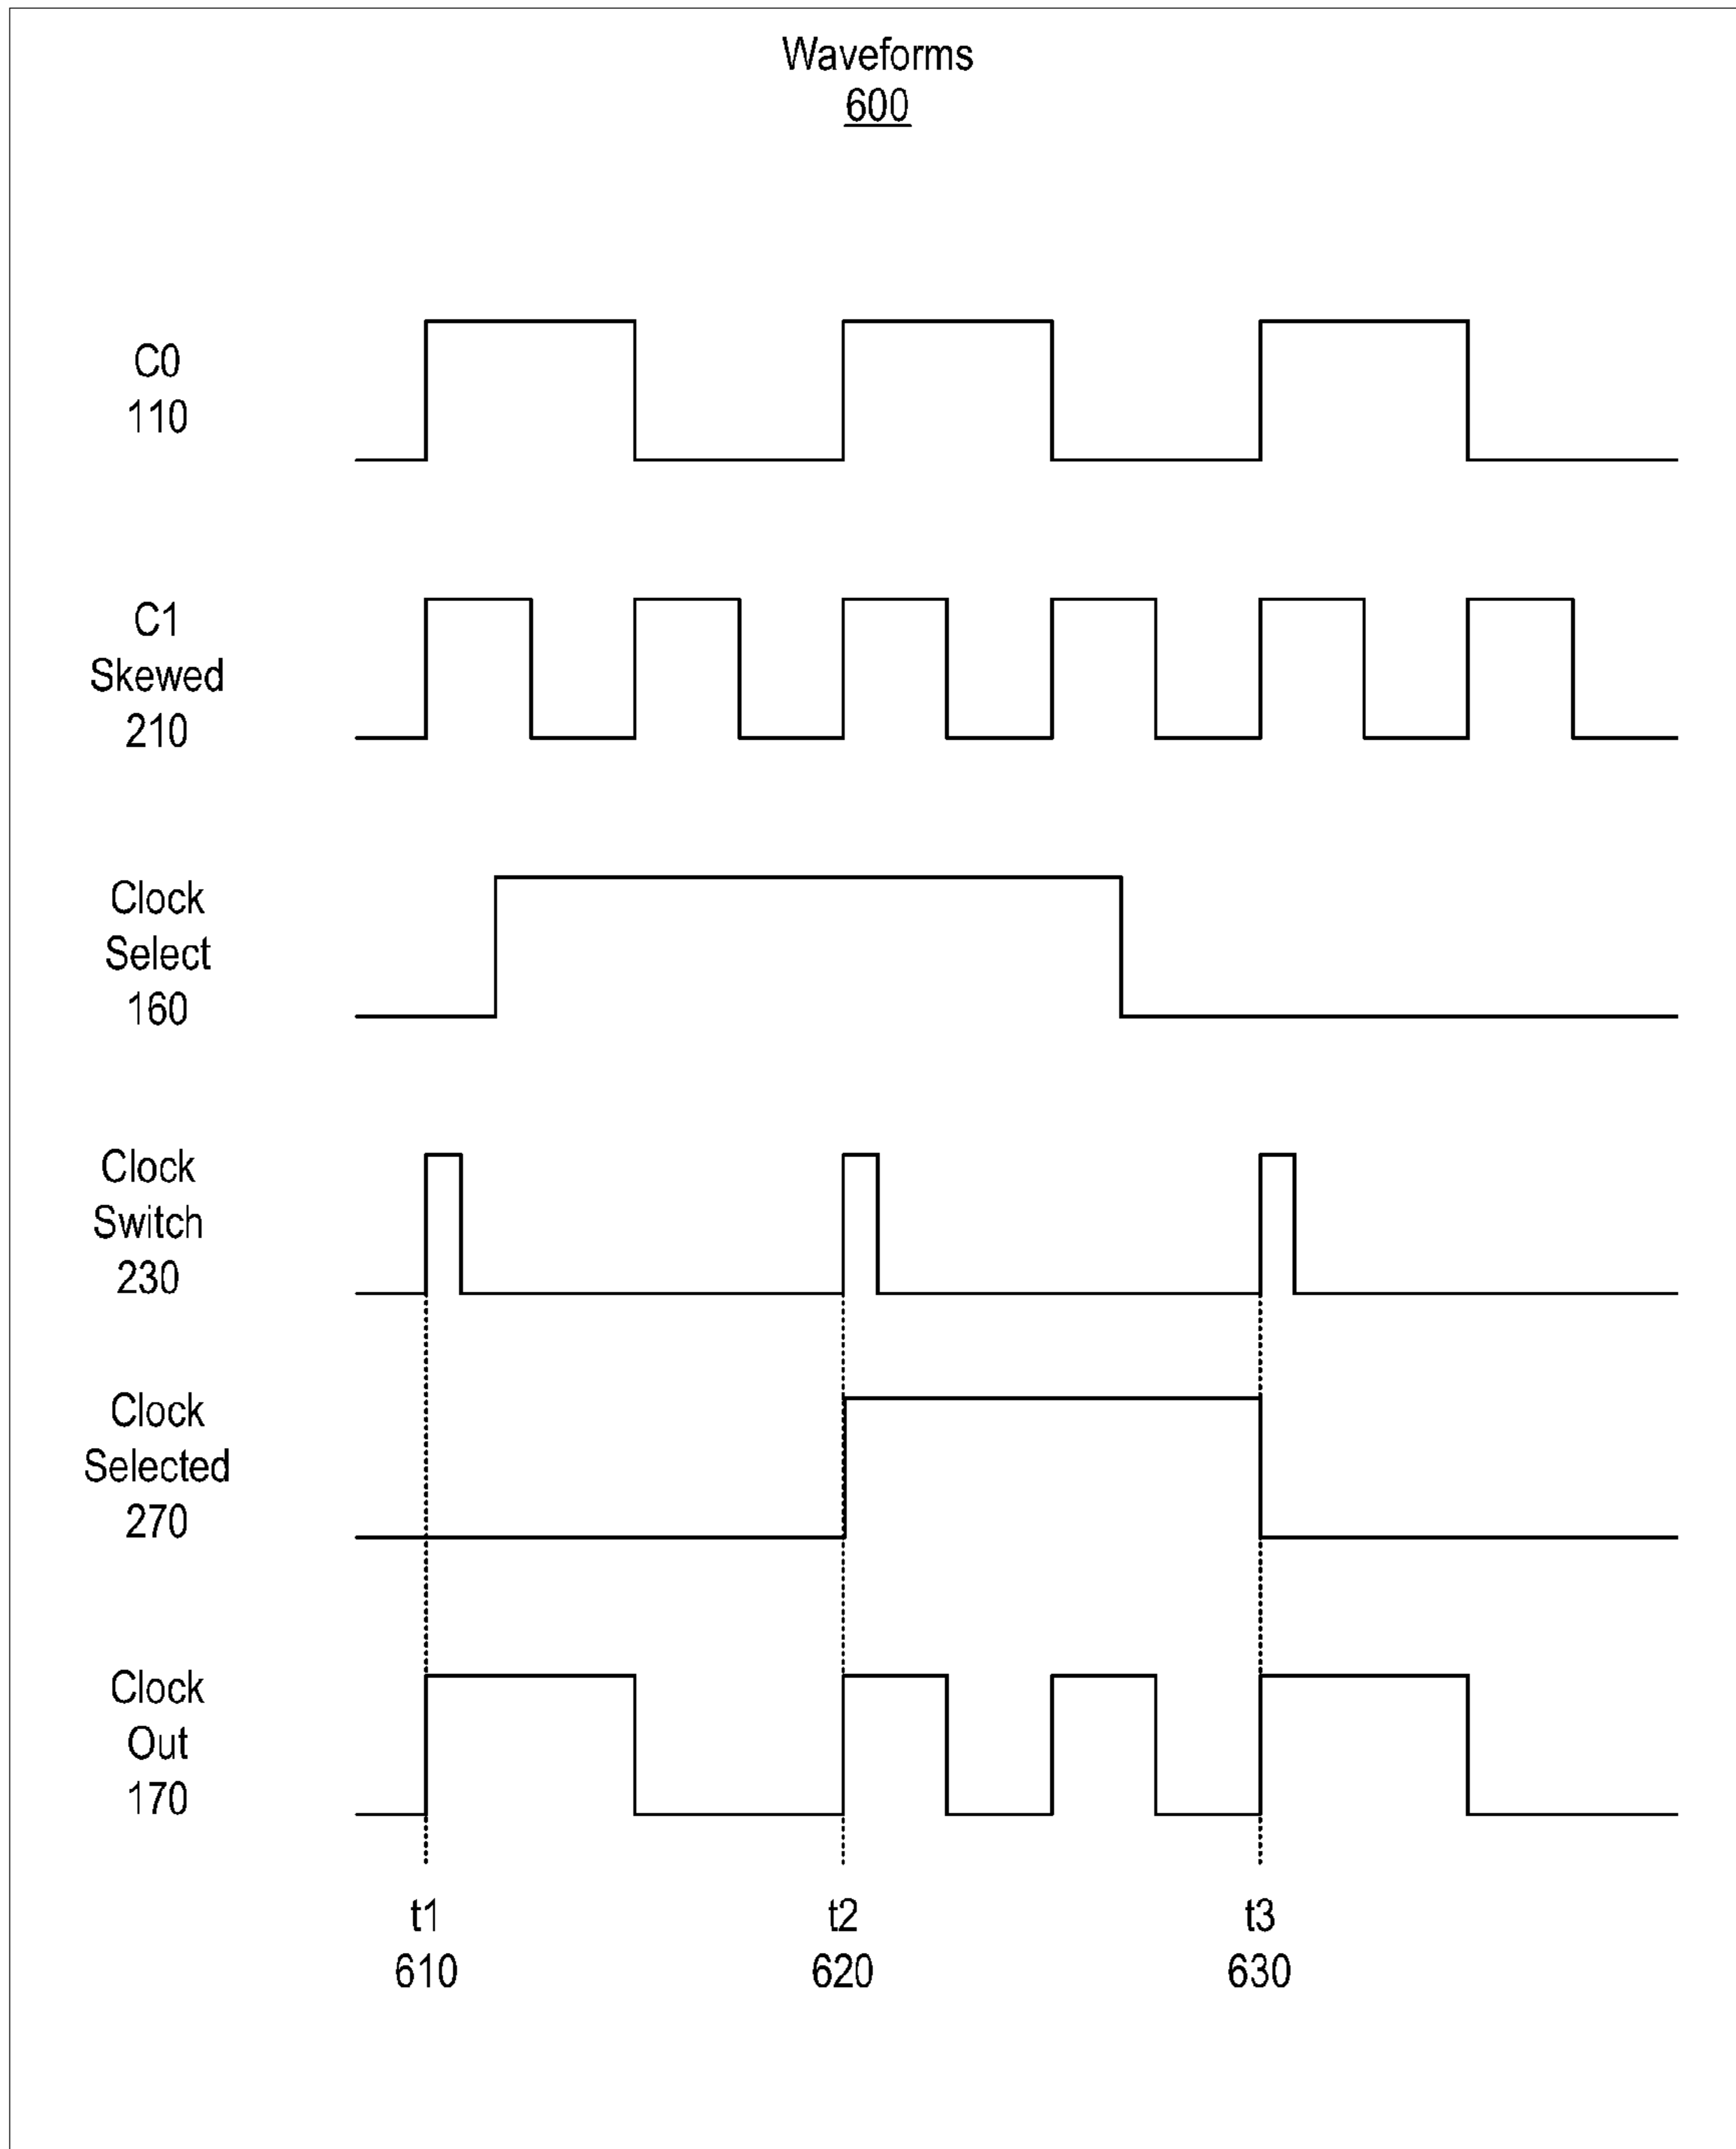 Waveforms
600
C0
110
C1
Skewed
210
Clock
Select
160
Clock
Switch
230
Clock
Selected
270
Clock
Out
170
t1
t2
t3
610
620
630